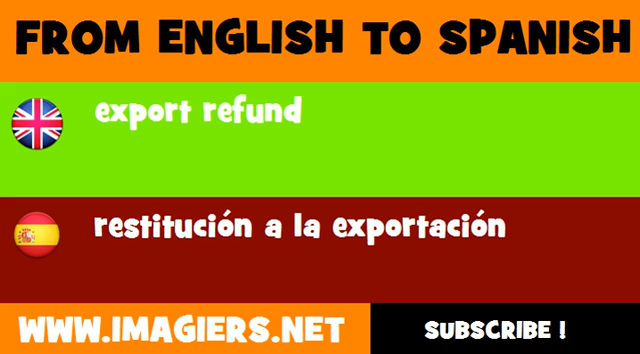 FROM ENGLISH TO SPANISH
export refund
restitución a la exportación
WWW.IMAGIERS.NET
SUBSCRIBE !